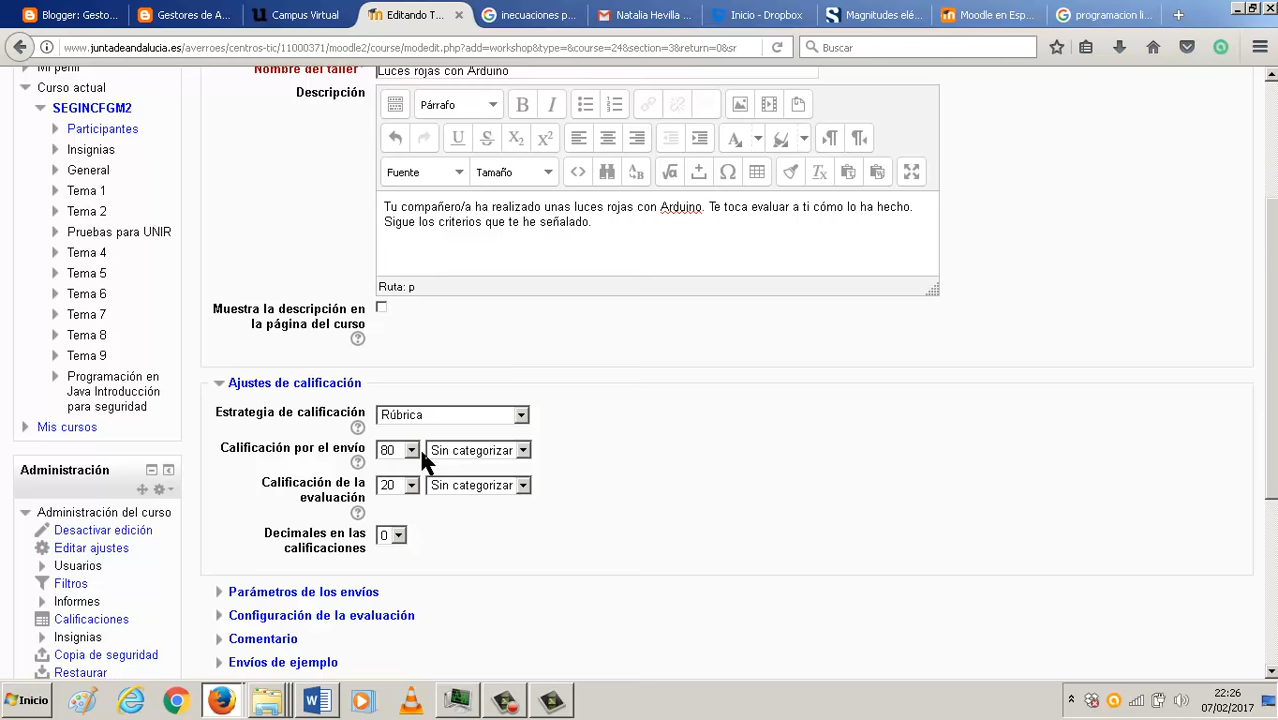 Blogger: Gestó...
Gestores de A...
Campus Virtual
Editando T...
inecuaciones p...
Natalia Hevilla ...
Inicio - Dropbox
Magnitudes elé...
Moodle en Esp...
programacion li...
www.juntadeandalucia.es/averroes/centros-tic/11000371/moodle2/course/modedit.php?add=workshop&type=&course=24&section=3&return=0&sr
Buscar
Mi perfil
Curso actual
SEGINCFGM2
Participantes
Insignias
General
Tema 1
Tema 2
Pruebas para UNIR
Tema 4
Tema 5
Tema 6
Tema 7
Tema 8
Tema 9
Programación en
Java Introducción
para seguridad
Mis cursos
Administración
Administración del curso
Desactivar edición
Editar ajustes
Usuarios
Filtros
Informes
Calificaciones
Insignias
Copia de seguridad
Restaurar
Nombre del taller*
Luces rojas con Arduino
Descripción
Párrafo
Fuente
Tamaño
Tu compañero/a ha realizado unas luces rojas con Arduino. Te toca evaluar a ti cómo lo ha hecho.
Sigue los criterios que te he señalado.
Ruta: p
Muestra la descripción en
la página del curso
Ajustes de calificación
Estrategia de calificación
Rúbrica
Calificación por el envío
80
Sin categorizar
Calificación de la
evaluación
20
Sin categorizar
Decimales en las
calificaciones
0
Parámetros de los envíos
Configuración de la evaluación
Comentario
Envíos de ejemplo
Inicio
22:26
07/02/2017